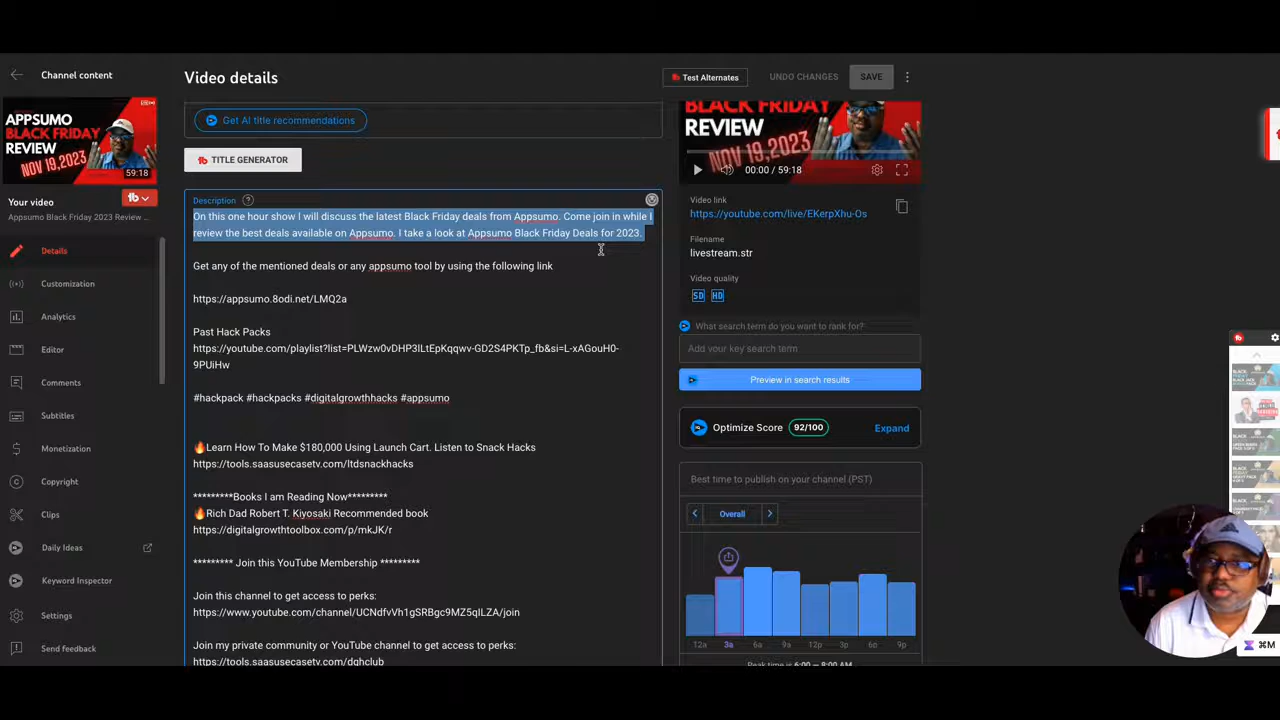 Channel content
APPSUMO
BLACK FRIDAY
REVIEW
NOV 19,2023
59:18
Your video
tb
Appsumo Black Friday 2023 Review ...
Details
Customization
Analytics
Editor
Comments
Subtitles
Monetization
Copyright
Clips
Daily Ideas
Keyword Inspector
Settings
Send feedback
Video details
Test Alternates
UNDO CHANGES
SAVE
Get AI title recommendations
tb TITLE GENERATOR
Description ?
On this one hour show I will discuss the latest Black Friday deals from Appsumo. Come join in while I
review the best deals available on Appsumo. I take a look at Appsumo Black Friday Deals for 2023.
Get any of the mentioned deals or any appsumo tool by using the following link
https://appsumo.8odi.net/LMQ2a
Past Hack Packs
https://youtube.com/playlist?list=PLWzw0vDHP3ILtEpKqqwv-GD2S4PKTp_fb&si=L-xAGouH0-
9PUiHw
#hackpack #hackpacks #digitalgrowthhacks #appsumo
🔥Learn How To Make $180,000 Using Launch Cart. Listen to Snack Hacks
https://tools.saasusecasetv.com/ltdsnackhacks
*********Books I am Reading Now*********
🔥Rich Dad Robert T. Kiyosaki Recommended book
https://digitalgrowthtoolbox.com/p/mkJK/r
********* Join this YouTube Membership *********
Join this channel to get access to perks:
https://www.youtube.com/channel/UCNdfvVh1gSRBgc9MZ5qILZA/join
Join my private community or YouTube channel to get access to perks:
https://tools.saasusecasetv.com/dghclub
BLACK FRIDAY
REVIEW
NOV 19,2023
00:00 / 59:18
Video link
https://youtube.com/live/EKerpXhu-Os
Filename
livestream.str
Video quality
SD HD
What search term do you want to rank for?
Add your key search term
Preview in search results
Optimize Score 92/100 Expand
Best time to publish on your channel (PST)
Overall
12a 3a 6a 9a 12p 3p 6p 9p
Peak time is 6:00 – 8:00 AM
⌘M